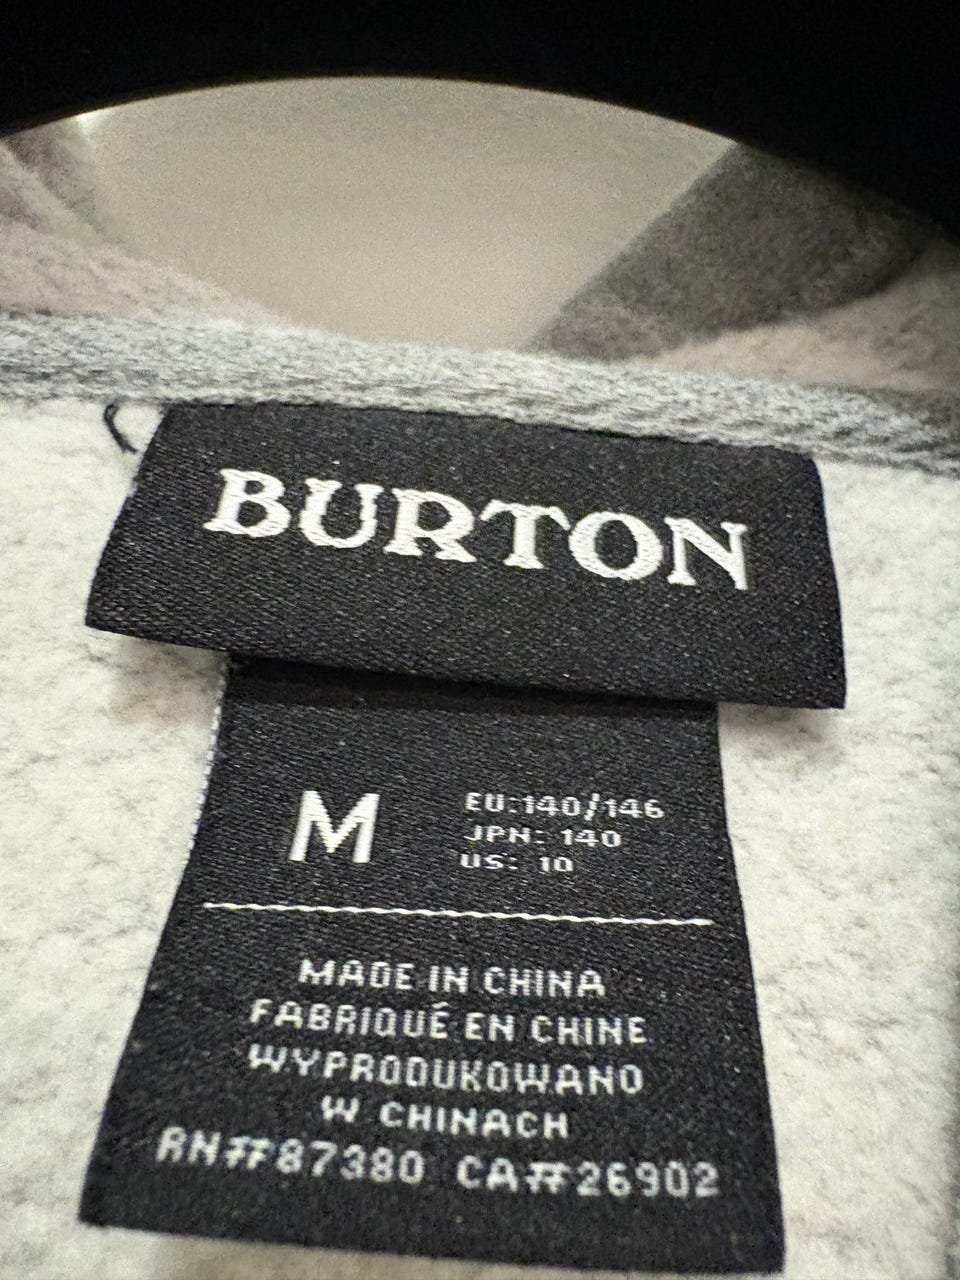 BURTON
M
EU:140/146
JPN: 140
US: 10
MADE IN CHINA
FABRIQUÉ EN CHINE
WYPRODUKOWANO
W CHINACH
RN#87380 CA#26902